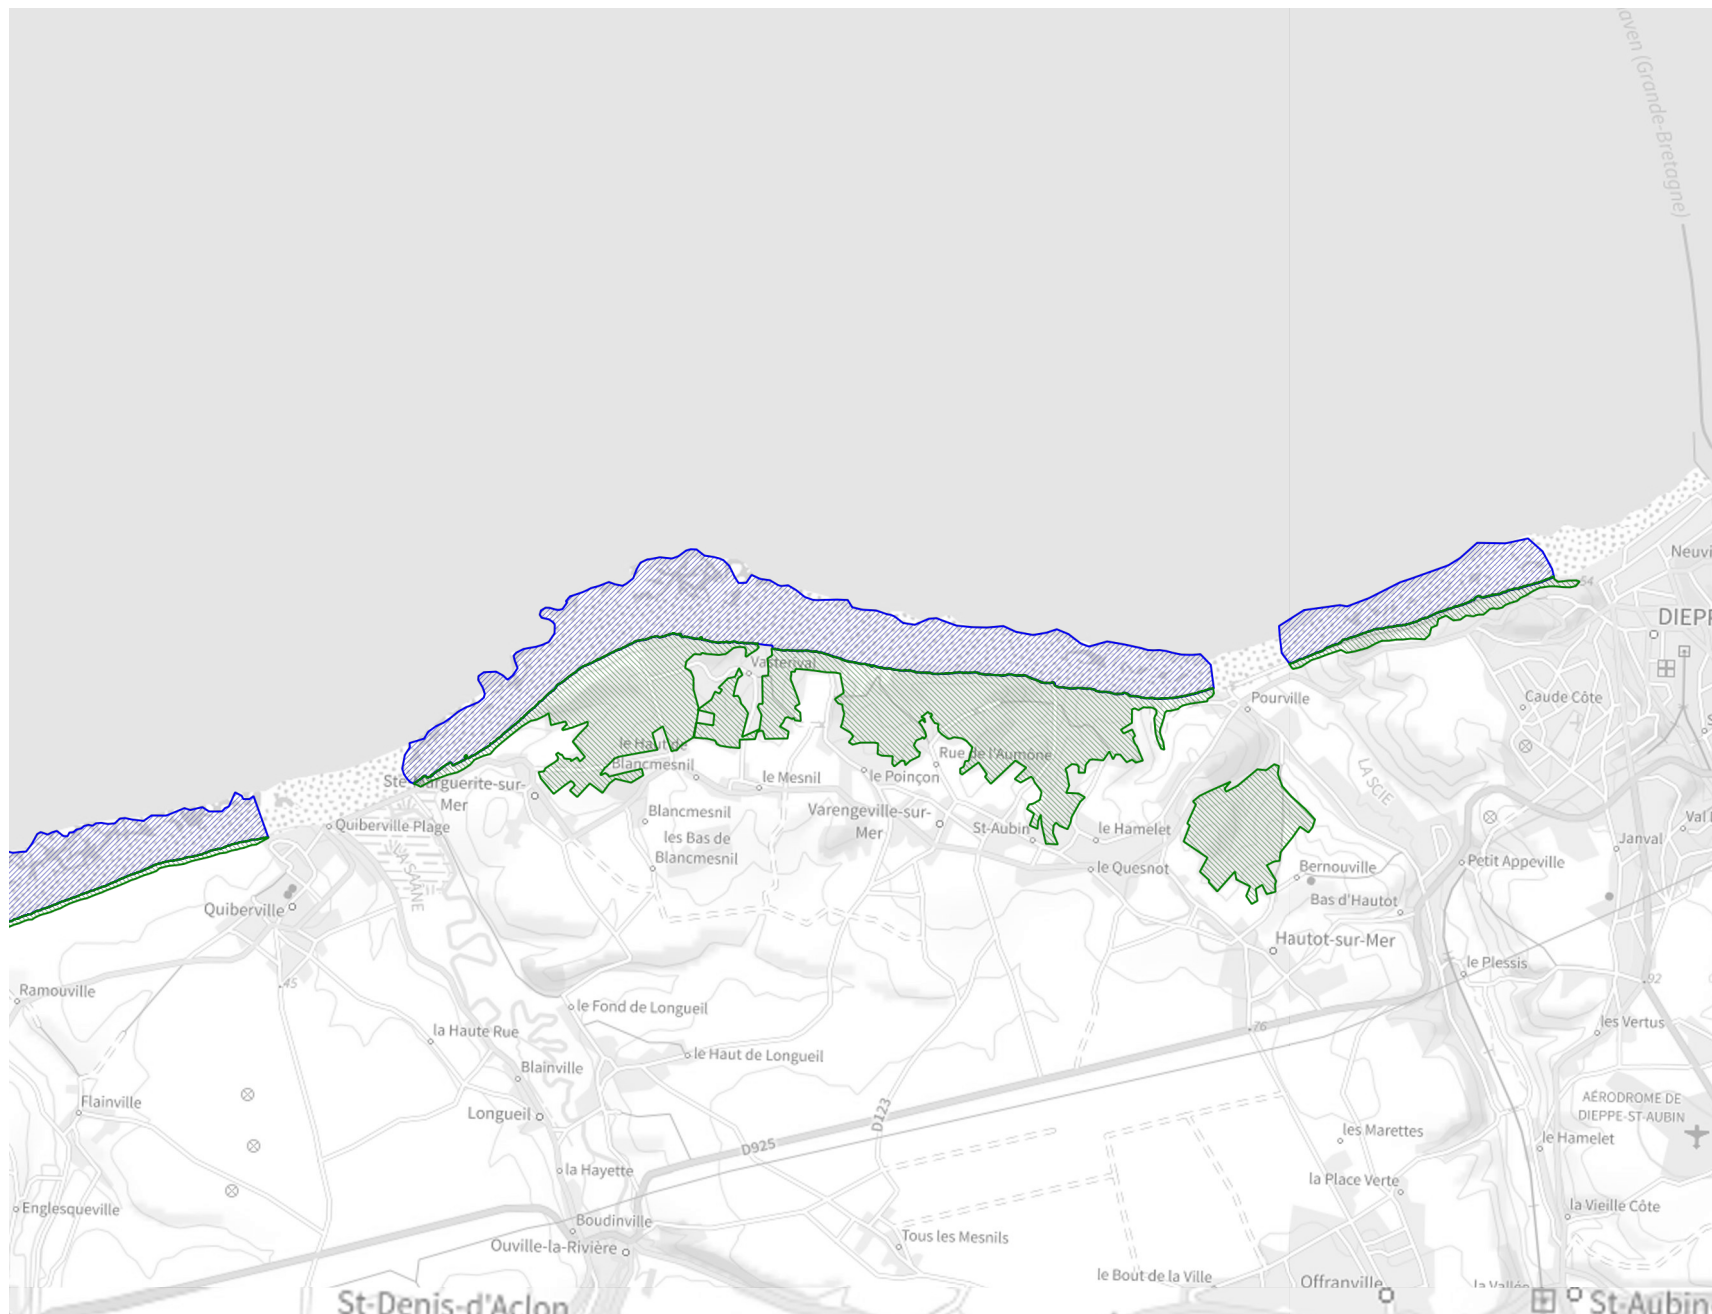 (Grande-Bretagne)
Neuvi
54
DIEPP
Vasterival
Caude Côte
Pourville
le Haut de
Blancmesnil
Rue de l'Aumône
le Mesnil
le Poinçon
LA SCIE
Ste-Marguerite-sur-
Mer
Blancmesnil
Varengeville-sur-
Mer
St-Aubin
le Hamelet
Quiberville Plage
les Bas de
Blancmesnil
Janval
LA SAÂNE
le Quesnot
Bernouville
Petit Appeville
Quiberville
Bas d'Hautot
Hautot-sur-Mer
le Plessis
45
92
Ramouville
le Fond de Longueil
76
les Vertus
la Haute Rue
le Haut de Longueil
Blainville
Flainville
Longueil
D123
AÉRODROME DE
DIEPPE-ST-AUBIN
D925
les Marettes
le Hamelet
la Hayette
la Place Verte
Englesqueville
la Vieille Côte
Boudinville
Ouville-la-Rivière
Tous les Mesnils
le Bout de la Ville
Offranville
St-Denis-d'Aclon
St-Aubin